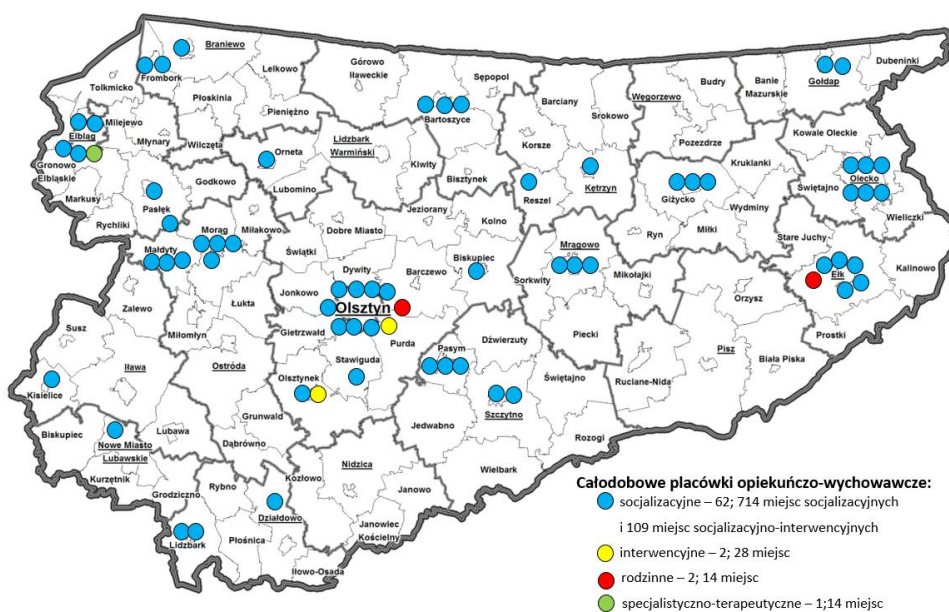 Braniewo
Frombork
Lelkowo
Górowo
Iławeckie
Sępopol
Bartoszyce
Barciany
Srokowo
Węgorzewo
Budry
Banie
Mazurskie
Gołdap
Dubeninki
Tolkmicko
Płoskinia
Pieniężno
Milejewo
Elbląg
Młynary
Wilczęta
Orneta
Lidzbark
Warmiński
Kiwity
Bisztynek
Korsze
Kętrzyn
Reszel
Pozezdrze
Kruklanki
Giżycko
Wydminy
Kowale Oleckie
Olecko
Świętajno
Wieliczki
Gronowo
Elbląskie
Markusy
Pasłęk
Rychliki
Godkowo
Lubomino
Morąg
Miłakowo
Małdyty
Świątki
Dobre Miasto
Jeziorany
Kolno
Biskupiec
Mrągowo
Sorkwity
Mikołajki
Ryn
Miłki
Stare Juchy
Ełk
Kalinowo
Prostki
Orzysz
Zalewo
Łukta
Jonkowo
Dywity
Barczewo
Olsztyn
Gietrzwałd
Purda
Stawiguda
Olsztynek
Susz
Miłomłyn
Iława
Ostróda
Kisielice
Biskupiec
Nowe Miasto
Lubawskie
Lubawa
Grunwald
Dąbrówno
Kurzętnik
Grodziczno
Rybno
Lidzbark
Płośnica
Działdowo
Iłowo-Osada
Kozłowo
Nidzica
Janowo
Janowiec
Kościelny
Pasym
Dźwierzuty
Szczytno
Jedwabno
Wielbark
Świętajno
Rozogi
Piecki
Ruciane-Nida
Pisz
Biała Piska
Całodobowe placówki opiekuńczo-wychowawcze:
socjalizacyjne – 62; 714 miejsc socjalizacyjnych
i 109 miejsc socjalizacyjno-interwencyjnych
interwencyjne – 2; 28 miejsc
rodzinne – 2; 14 miejsc
specjalistyczno-terapeutyczne – 1;14 miejsc